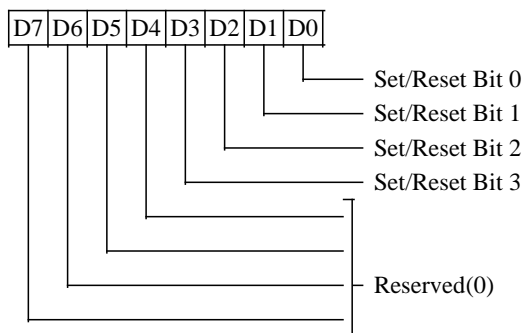 D7 D6 D5 D4 D3 D2 D1 D0
Set/Reset Bit 0
Set/Reset Bit 1
Set/Reset Bit 2
Set/Reset Bit 3
Reserved(0)